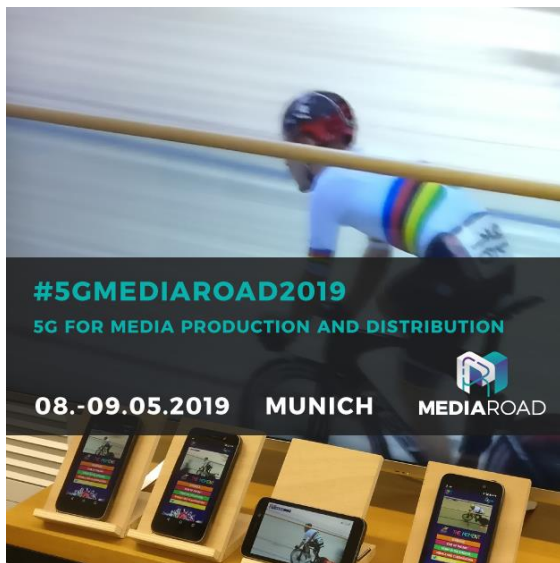 #5GMEDIAROAD2019
5G FOR MEDIA PRODUCTION AND DISTRIBUTION
08.-09.05.2019 MUNICH
MEDIAROAD